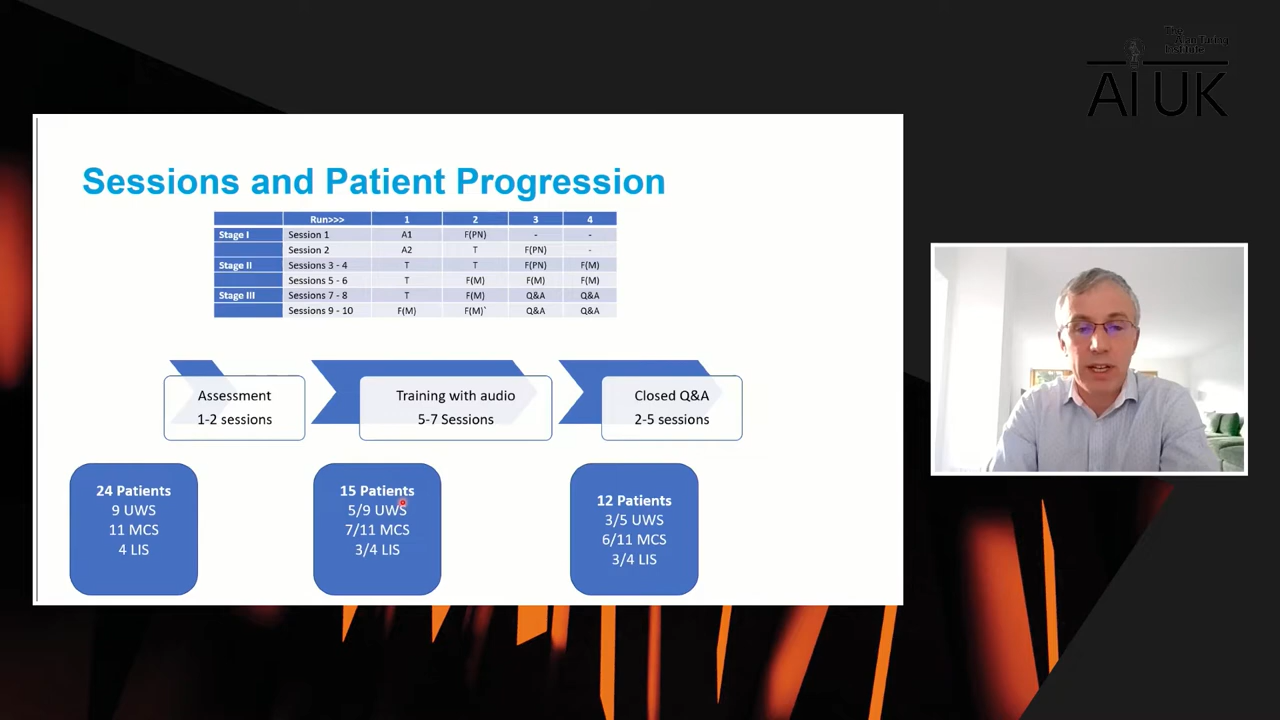 The
Alan Turing
Institute
AI UK
Sessions and Patient Progression
Run>>> 1 2 3 4
Stage I Session 1 A1 F(PN) - -
Session 2 A2 T F(PN) -
Stage II Sessions 3 - 4 T T F(PN) F(M)
Sessions 5 - 6 T F(M) F(M) F(M)
Stage III Sessions 7 - 8 T F(M) Q&A Q&A
Sessions 9 - 10 F(M) F(M)` Q&A Q&A
Assessment
1-2 sessions
Training with audio
5-7 Sessions
Closed Q&A
2-5 sessions
24 Patients
9 UWS
11 MCS
4 LIS
15 Patients
5/9 UWS
7/11 MCS
3/4 LIS
12 Patients
3/5 UWS
6/11 MCS
3/4 LIS